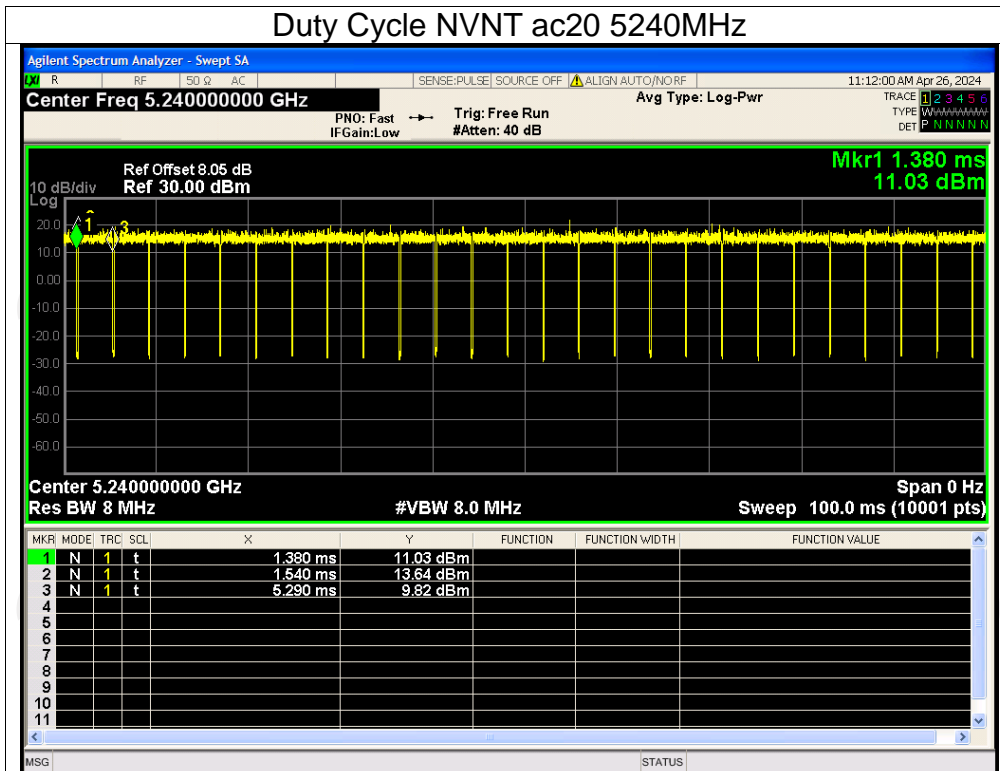 Duty Cycle NVNT ac20 5240MHz
Agilent Spectrum Analyzer - Swept SA
LXI R RF 50 Ω AC SENSE:PULSE SOURCE OFF ALIGN AUTO/NO RF 11:12:00 AM Apr 26, 2024
Center Freq 5.240000000 GHz Avg Type: Log-Pwr TRACE 1 2 3 4 5 6
PNO: Fast Trig: Free Run TYPE WWWWWW
IFGain:Low #Atten: 40 dB DET P N N N N N
Mkr1 1.380 ms
11.03 dBm
Ref Offset 8.05 dB
10 dB/div Ref 30.00 dBm
Log
20.0
10.0
0.00
-10.0
-20.0
-30.0
-40.0
-50.0
-60.0
1
3
Center 5.240000000 GHz Span 0 Hz
Res BW 8 MHz #VBW 8.0 MHz Sweep 100.0 ms (10001 pts)
MKR MODE TRC SCL X Y FUNCTION FUNCTION WIDTH FUNCTION VALUE
1 N 1 t 1.380 ms 11.03 dBm
2 N 1 t 1.540 ms 13.64 dBm
3 N 1 t 5.290 ms 9.82 dBm
4
5
6
7
8
9
10
11
MSG STATUS